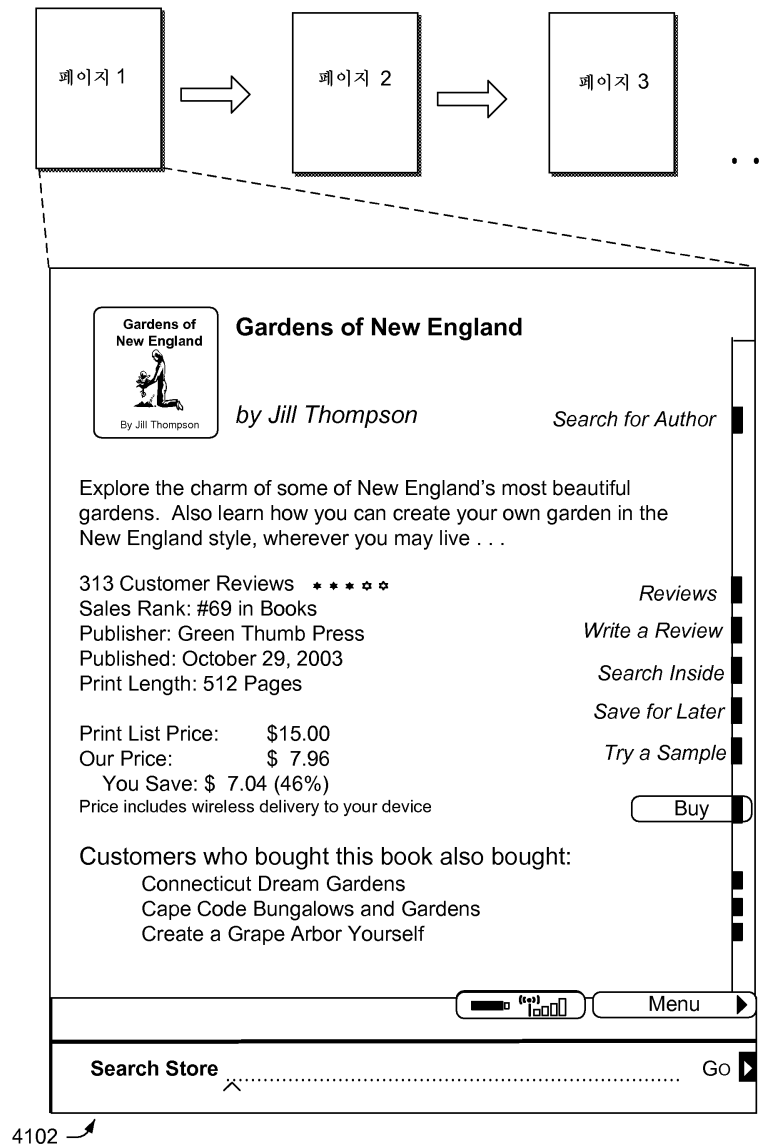 페이지 1
페이지 2
페이지 3
. .
Gardens of
New England
By Jill Thompson
Gardens of New England
by Jill Thompson
Search for Author
Explore the charm of some of New England's most beautiful
gardens. Also learn how you can create your own garden in the
New England style, wherever you may live . . .
313 Customer Reviews
Sales Rank: #69 in Books
Publisher: Green Thumb Press
Published: October 29, 2003
Print Length: 512 Pages
Reviews
Write a Review
Search Inside
Save for Later
Try a Sample
Print List Price: $15.00
Our Price: $ 7.96
You Save: $ 7.04 (46%)
Price includes wireless delivery to your device
Buy
Customers who bought this book also bought:
Connecticut Dream Gardens
Cape Code Bungalows and Gardens
Create a Grape Arbor Yourself
Menu
Search Store
Go
4102